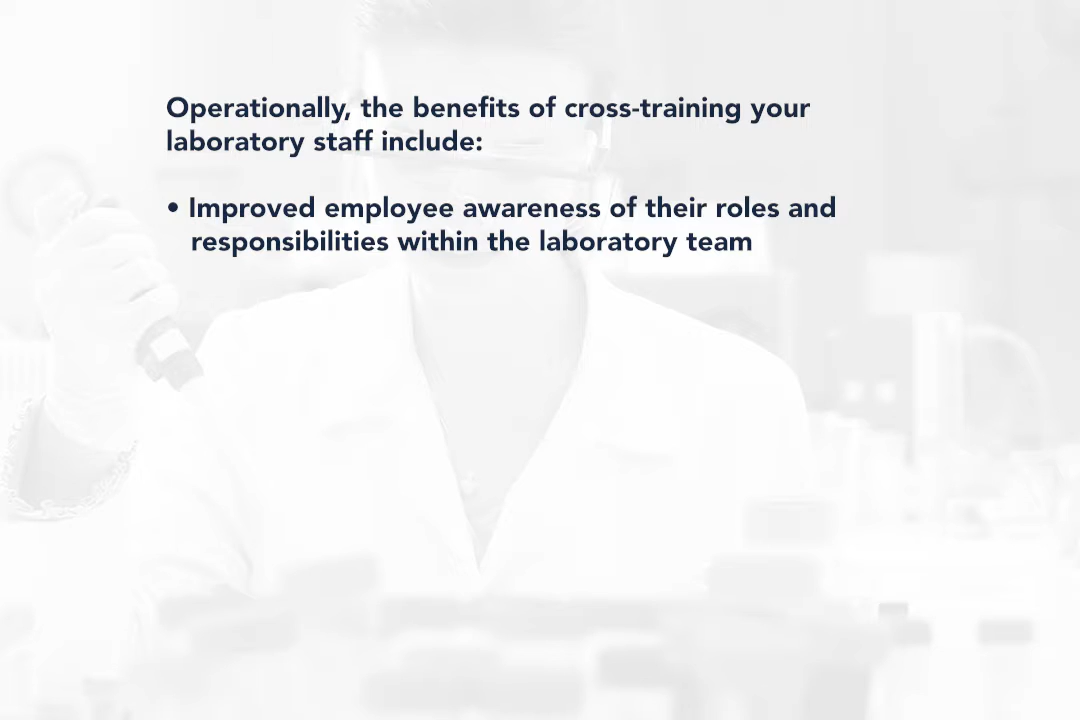 Operationally, the benefits of cross-training your
laboratory staff include:
• Improved employee awareness of their roles and
responsibilities within the laboratory team